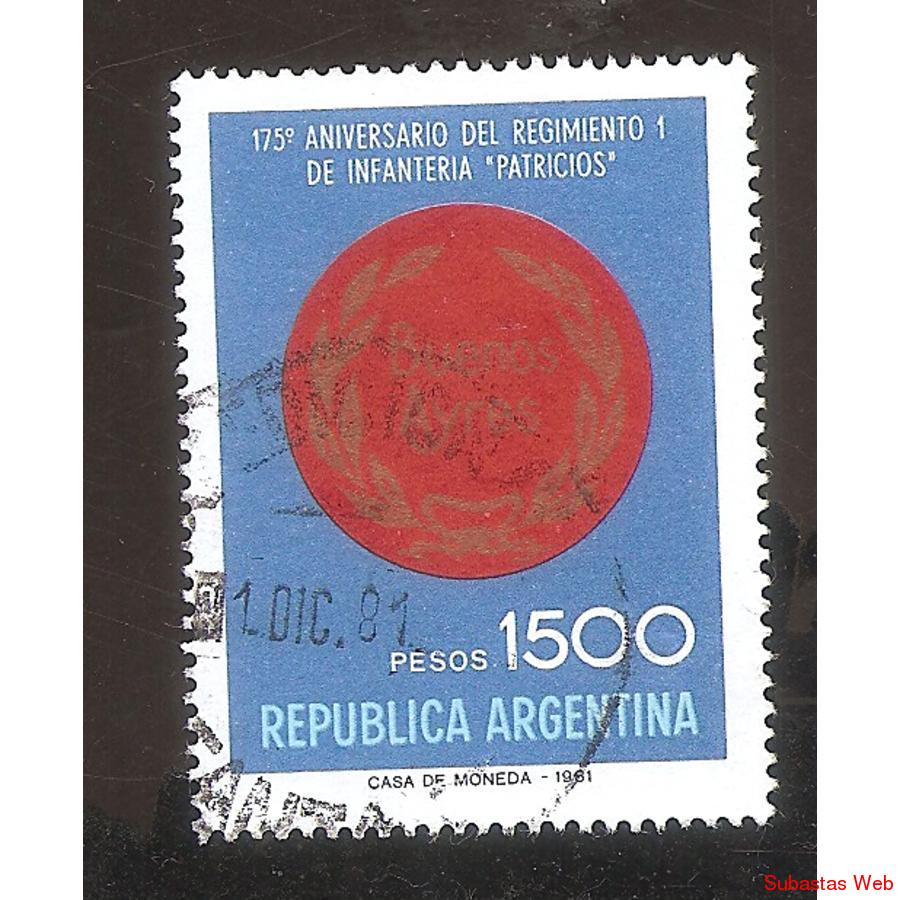 175º ANIVERSARIO DEL REGIMIENTO 1
DE INFANTERIA "PATRICIOS"
Buenos
Ayres
1.DIC.81
PESOS 1500
REPUBLICA ARGENTINA
CASA DE MONEDA - 1981
Subastas Web